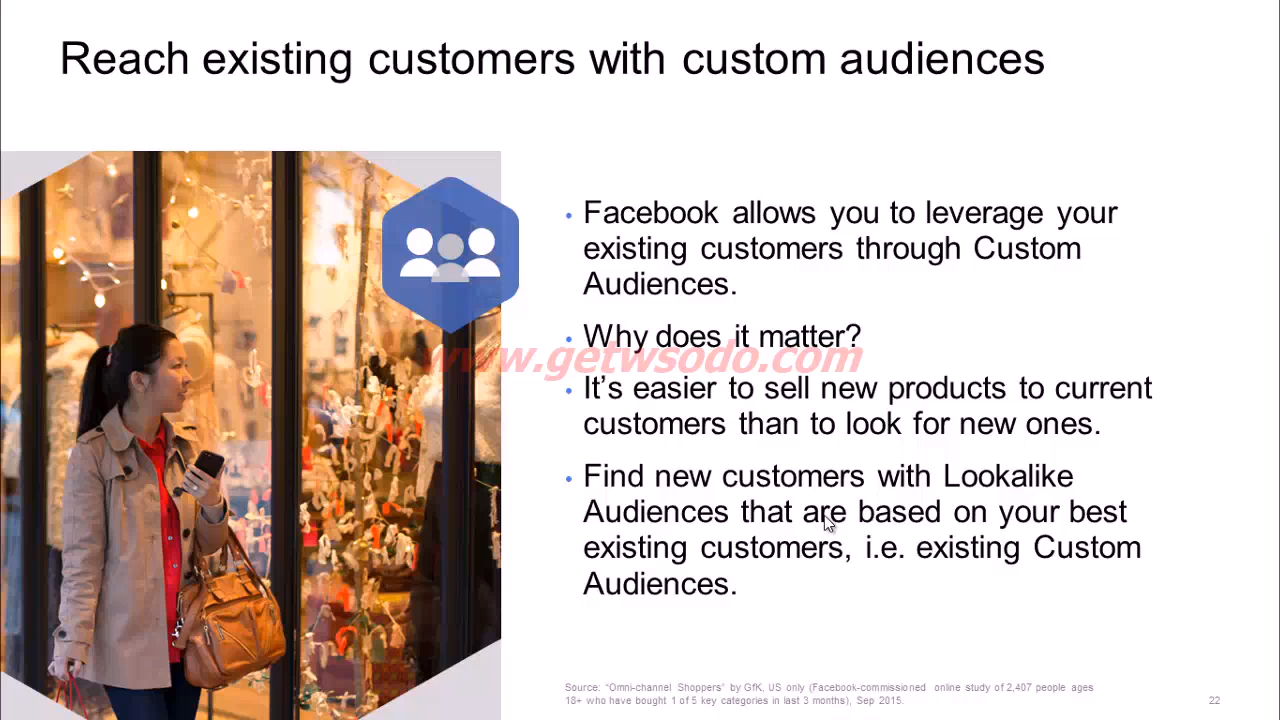 Reach existing customers with custom audiences
• Facebook allows you to leverage your
existing customers through Custom
Audiences.
• Why does it matter?
www.getwsodo.com
• It’s easier to sell new products to current
customers than to look for new ones.
• Find new customers with Lookalike
Audiences that are based on your best
existing customers, i.e. existing Custom
Audiences.
Source: “Omni-channel Shoppers” by GfK, US only (Facebook-commissioned online study of 2,407 people ages
18+ who have bought 1 of 5 key categories in last 3 months), Sep 2015.
22